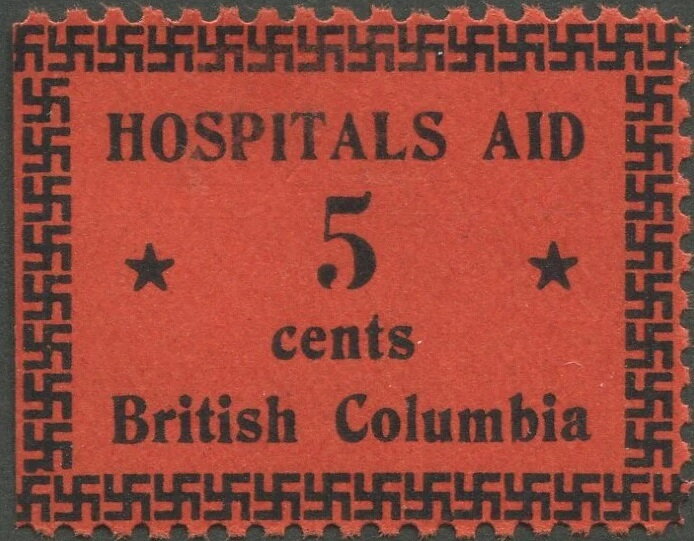 HOSPITALS AID
5
cents
British Columbia